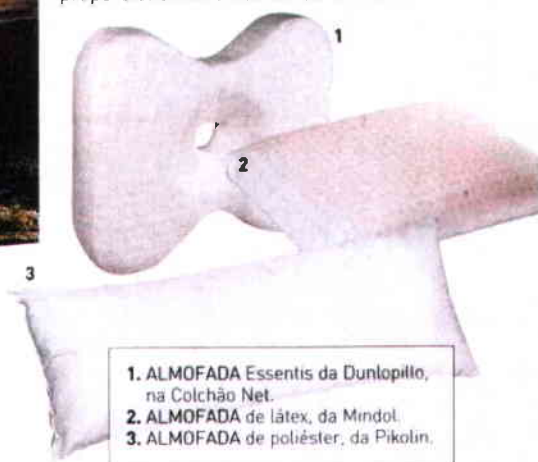 1
2
3
1. ALMOFADA Essentis da Dunlopillo,
na Colchão Net.
2. ALMOFADA de látex, da Mindol.
3. ALMOFADA de poliéster, da Pikolin.